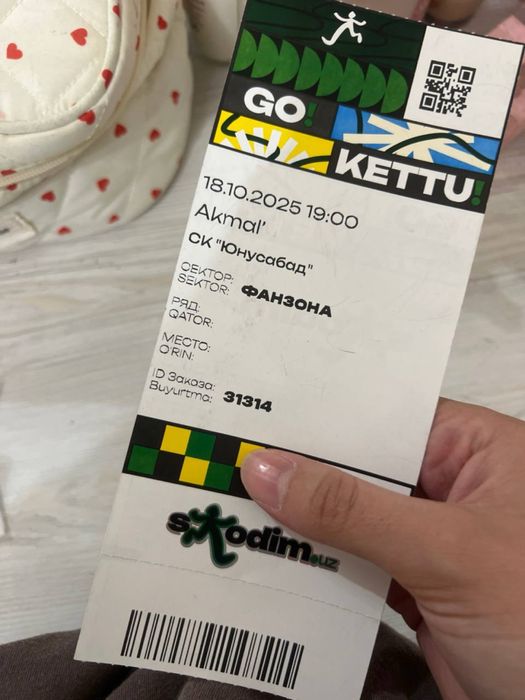 GO!
KETTU!
18.10.2025 19:00
Akmal'
СК "Юнусабад"
СЕКТОР:
SEKTOR: ФАНЗОНА
РЯД:
QATOR:
МЕСТО:
O'RIN:
ID Заказа:
Buyurtma: 31314
sxodim.uz